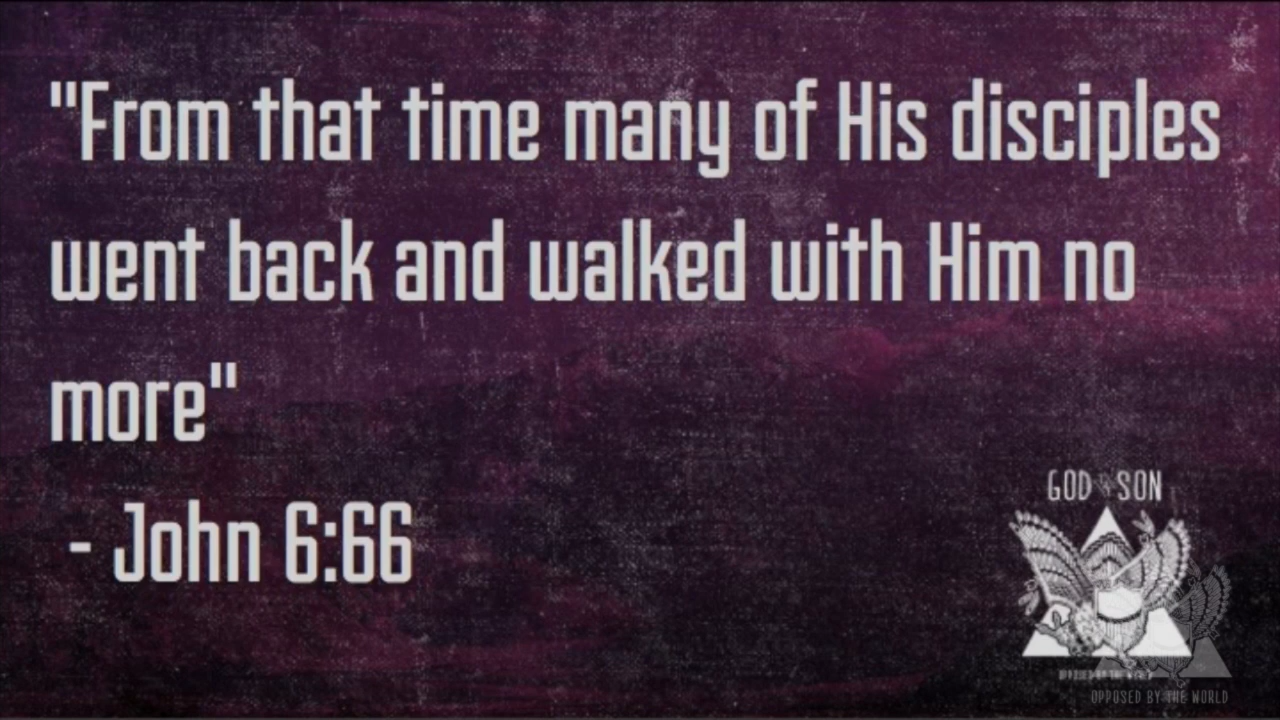 "From that time many of His disciples
went back and walked with Him no
more"
- John 6:66
GOD SON
OPPOSED BY THE WORLD